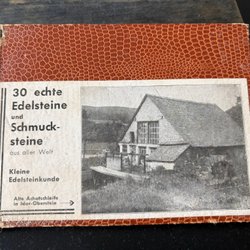 30 echte
Edelsteine
und
Schmuck-
steine
aus aller Welt
Kleine
Edelsteinkunde
Alte Achatschleife
in Idar-Oberstein